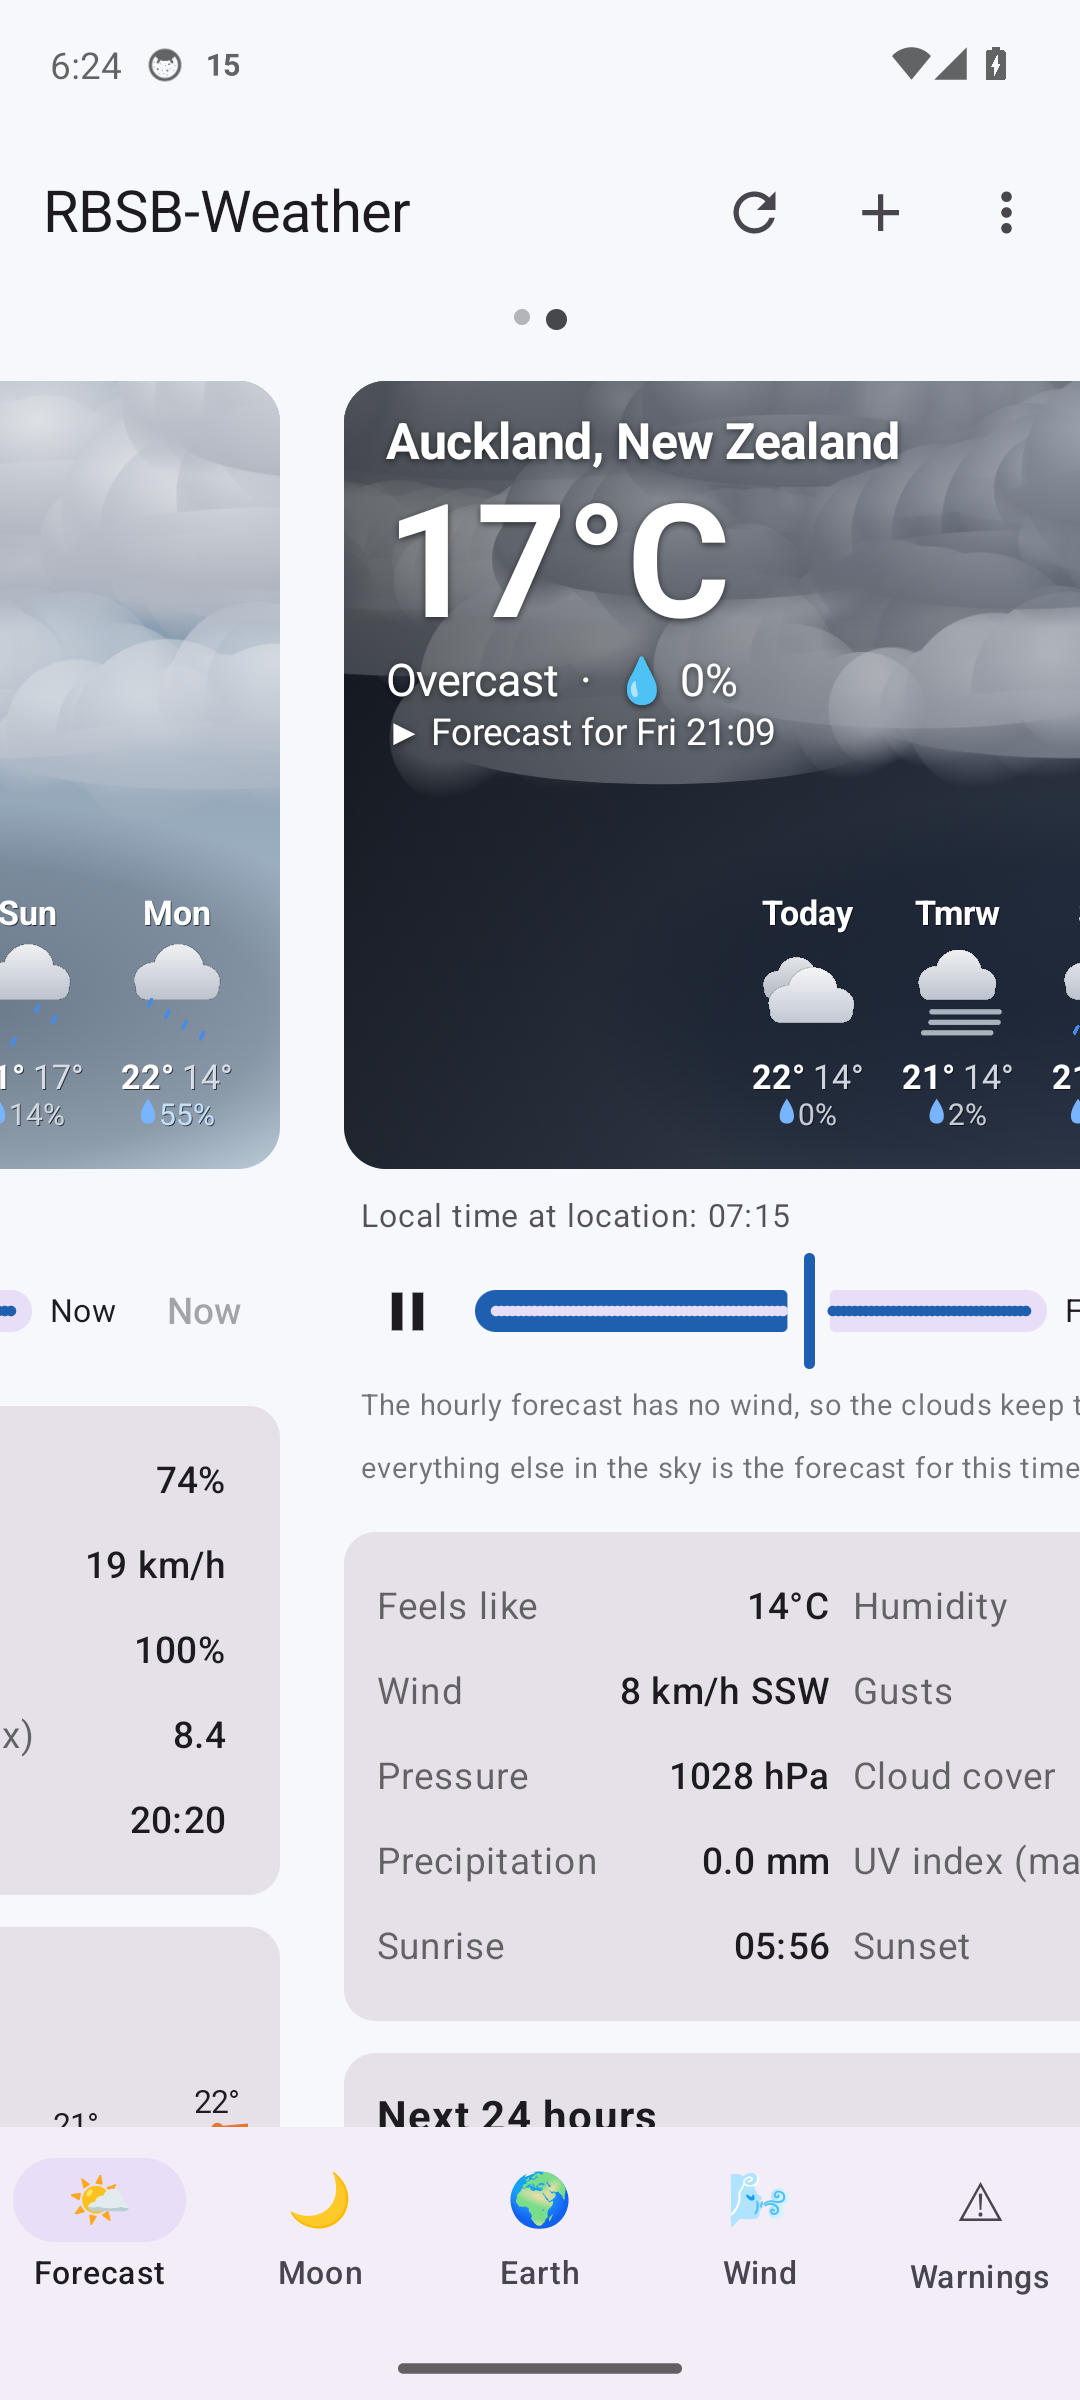 6:24 15
RBSB-Weather
Auckland, New Zealand
17°C
Overcast · 💧 0%
► Forecast for Fri 21:09
Sun Mon
17° 22° 14°
14% 55%
Today Tmrw
22° 14° 21° 14°
0% 2%
Local time at location: 07:15
Now Now
The hourly forecast has no wind, so the clouds keep
everything else in the sky is the forecast for this time
74%
19 km/h
100%
x) 8.4
20:20
Feels like 14°C Humidity
Wind 8 km/h SSW Gusts
Pressure 1028 hPa Cloud cover
Precipitation 0.0 mm UV index (ma
Sunrise 05:56 Sunset
21° 22°
Next 24 hours
Forecast Moon Earth Wind Warnings